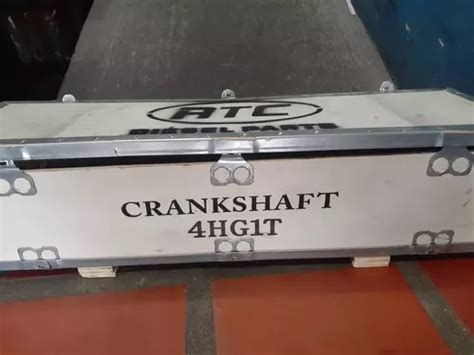 ATC
DIESEL PARTS
CRANKSHAFT
4HG1T